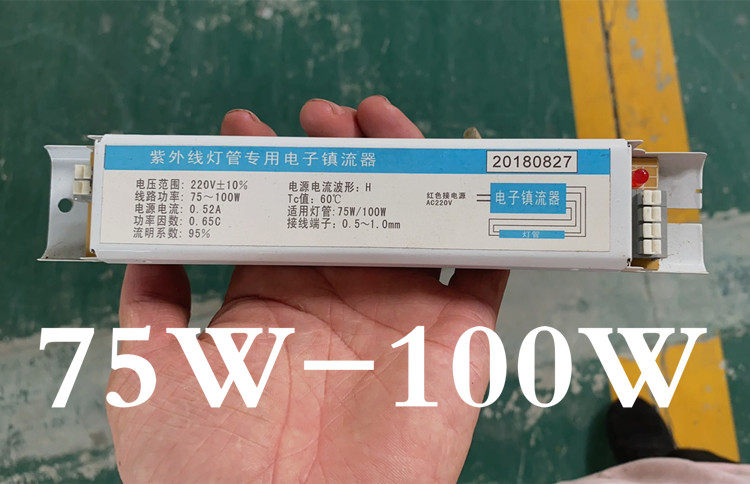 紫外线灯管专用电子镇流器
20180827
电压范围: 220V±10%
线路功率: 75~100W
电源电流: 0.52A
功率因数: 0.65C
流明系数: 95%
电源电流波形: H
Tc值: 60℃
适用灯管: 75W/100W
接线端子: 0.5~1.0mm
红色接电源
AC220V
电子镇流器
灯管
75W-100W